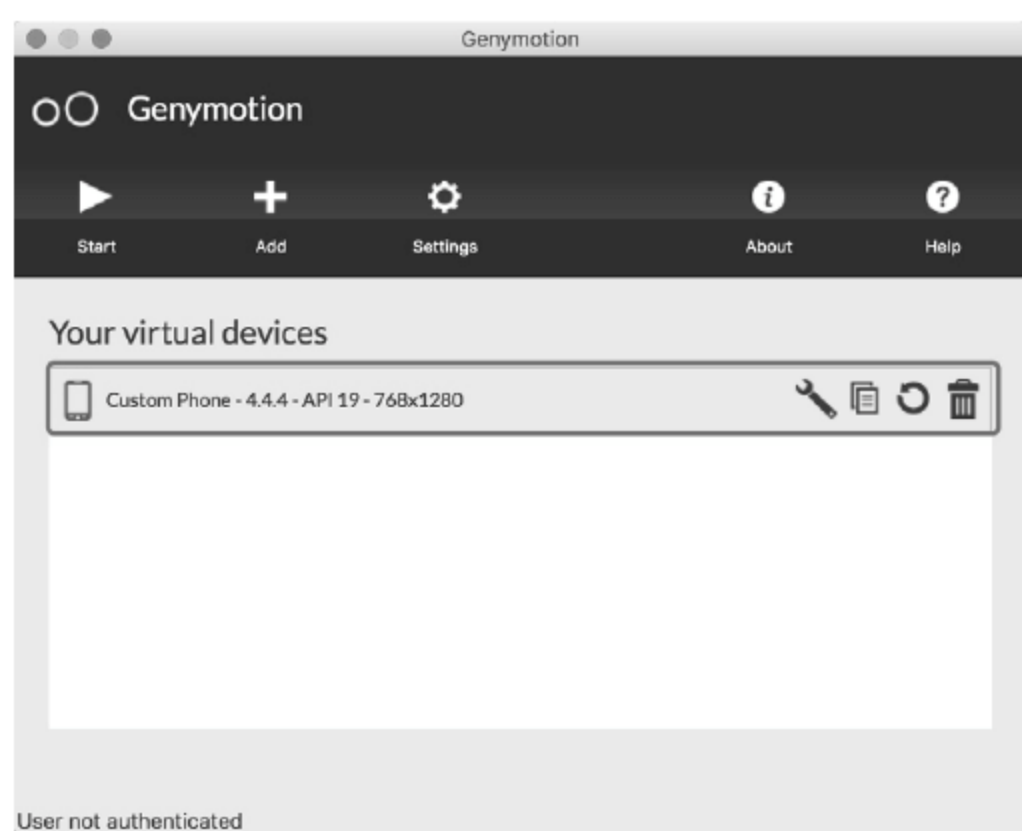 Genymotion
Genymotion
Start Add Settings About Help
Your virtual devices
Custom Phone - 4.4.4 - API 19 - 768x1280
User not authenticated